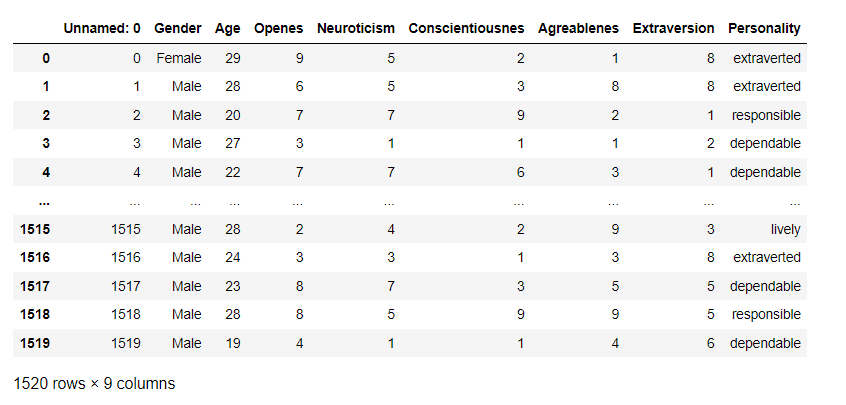 Unnamed: 0 Gender Age Openes Neuroticism Conscientiousnes Agreablenes Extraversion Personality
0 0 Female 29 9 5 2 1 8 extraverted
1 1 Male 28 6 5 3 8 8 extraverted
2 2 Male 20 7 7 9 2 1 responsible
3 3 Male 27 3 1 1 1 2 dependable
4 4 Male 22 7 7 6 3 1 dependable
... ... ... ... ... ... ... ... ... ...
1515 1515 Male 28 2 4 2 9 3 lively
1516 1516 Male 24 3 3 1 3 8 extraverted
1517 1517 Male 23 8 7 3 5 5 dependable
1518 1518 Male 28 8 5 9 9 5 responsible
1519 1519 Male 19 4 1 1 4 6 dependable
1520 rows × 9 columns